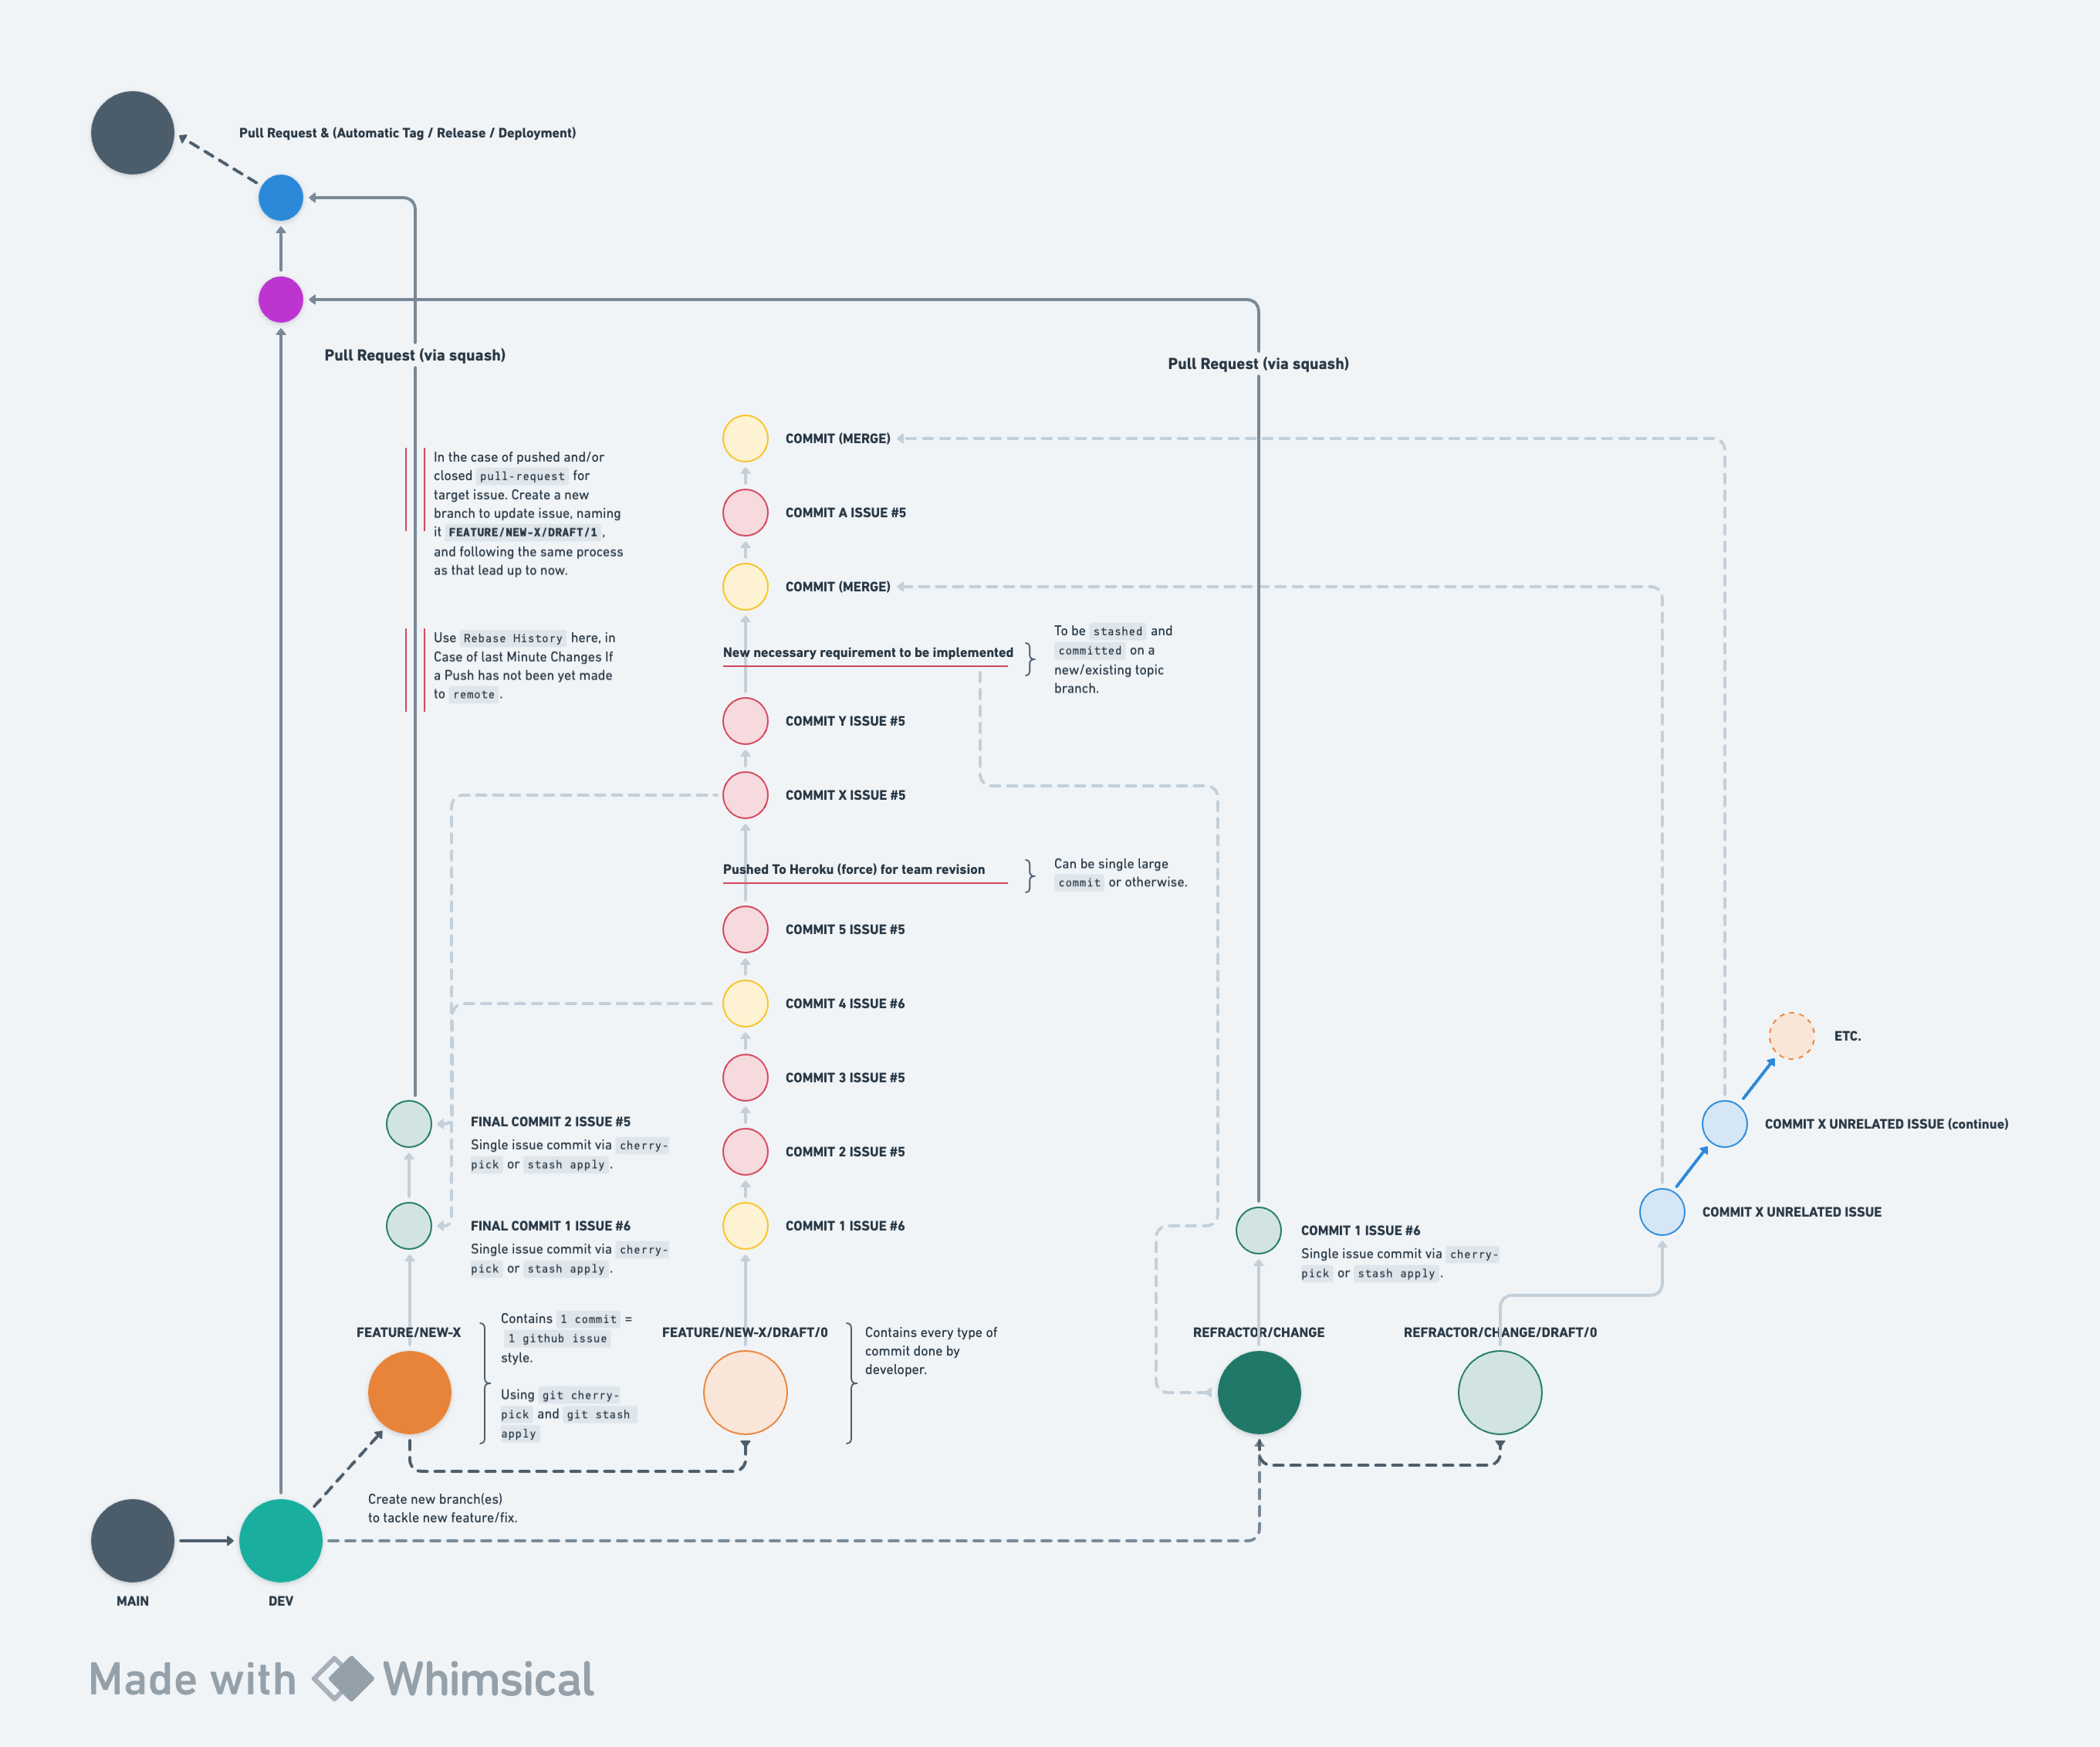 Pull Request & (Automatic Tag / Release / Deployment)
Pull Request (via squash)
Pull Request (via squash)
COMMIT (MERGE)
In the case of pushed and/or
closed pull-request for
target issue. Create a new
branch to update issue, naming
it FEATURE/NEW-X/DRAFT/1,
and following the same process
as that lead up to now.
COMMIT A ISSUE #5
COMMIT (MERGE)
Use Rebase History here, in
Case of last Minute Changes If
a Push has not been yet made
to remote.
New necessary requirement to be implemented
To be stashed and
committed on a
new/existing topic
branch.
COMMIT Y ISSUE #5
COMMIT X ISSUE #5
Pushed To Heroku (force) for team revision
Can be single large
commit or otherwise.
COMMIT 5 ISSUE #5
COMMIT 4 ISSUE #6
ETC.
COMMIT 3 ISSUE #5
FINAL COMMIT 2 ISSUE #5
Single issue commit via cherry-
pick or stash apply.
COMMIT X UNRELATED ISSUE (continue)
COMMIT 2 ISSUE #5
COMMIT X UNRELATED ISSUE
FINAL COMMIT 1 ISSUE #6
Single issue commit via cherry-
pick or stash apply.
COMMIT 1 ISSUE #6
COMMIT 1 ISSUE #6
Single issue commit via cherry-
pick or stash apply.
FEATURE/NEW-X
Contains 1 commit =
1 github issue
style.
Using git cherry-
pick and git stash
apply
FEATURE/NEW-X/DRAFT/0
Contains every type of
commit done by
developer.
REFRACTOR/CHANGE
REFRACTOR/CHANGE/DRAFT/0
Create new branch(es)
to tackle new feature/fix.
MAIN
DEV
Made with Whimsical